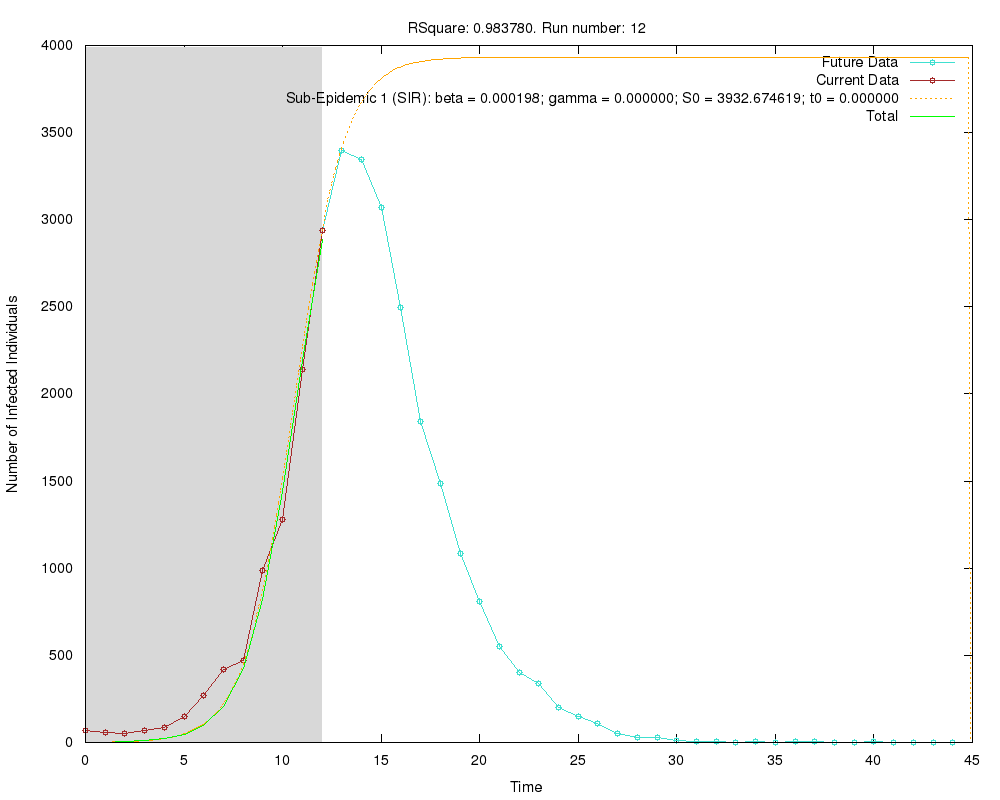 RSquare: 0.983780. Run number: 12
4000
3500
3000
2500
2000
1500
1000
500
0
Number of Infected Individuals
Future Data
Current Data
Sub-Epidemic 1 (SIR): beta = 0.000198; gamma = 0.000000; S0 = 3932.674619; t0 = 0.000000
Total
0 5 10 15 20 25 30 35 40 45
Time